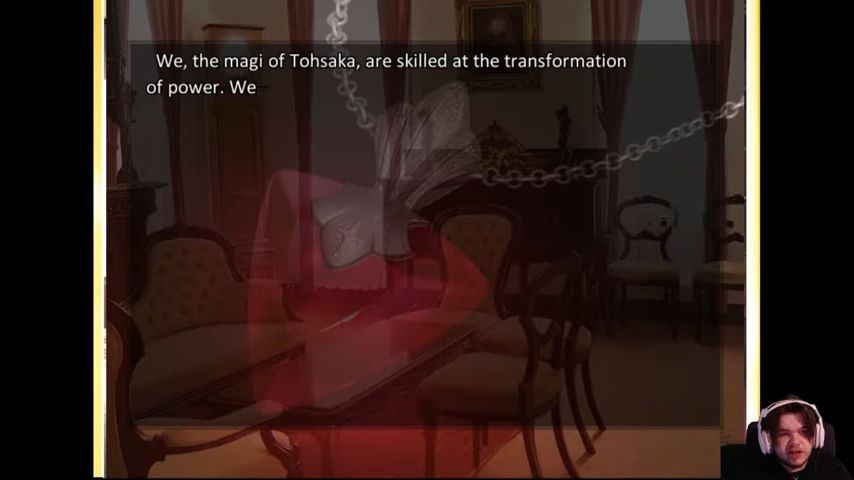 We, the magi of Tohsaka, are skilled at the transformation
of power. We